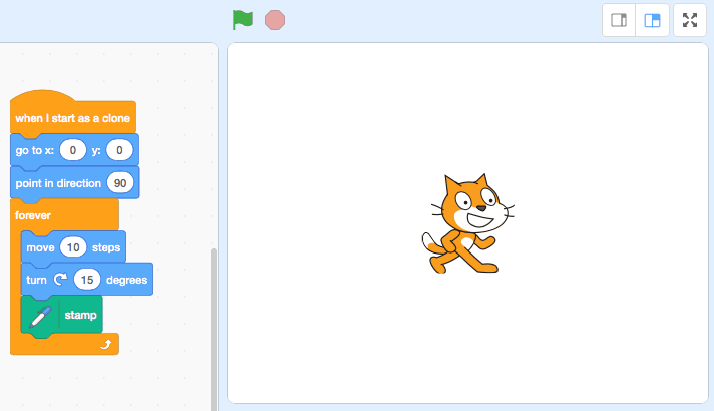 when I start as a clone
go to x: 0 y: 0
point in direction 90
forever
move 10 steps
turn 15 degrees
stamp